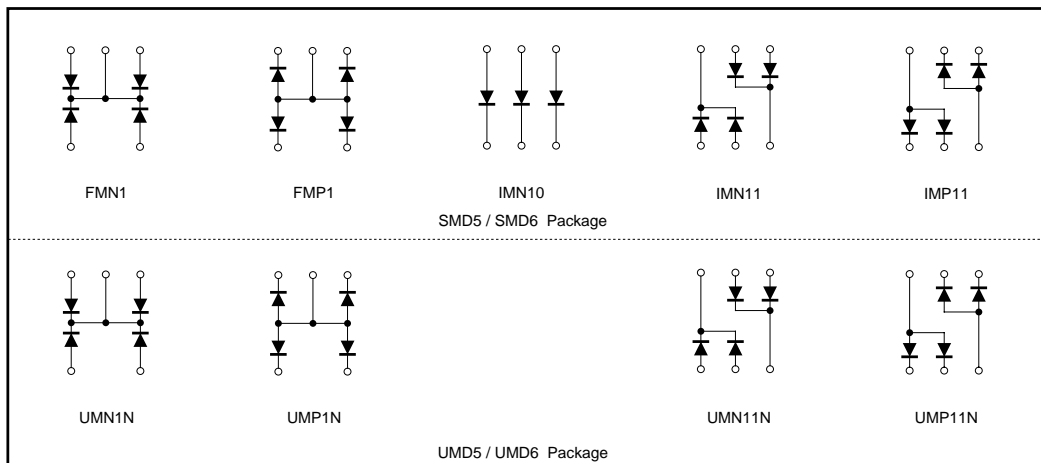 FMN1 FMP1 IMN10 IMN11 IMP11
SMD5 / SMD6 Package
UMN1N UMP1N UMN11N UMP11N
UMD5 / UMD6 Package